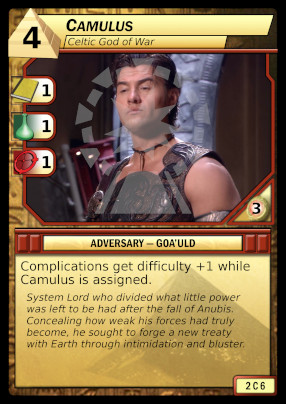 4
CAMULUS
Celtic God of War
1
1
1
3
ADVERSARY – GOA'ULD
Complications get difficulty +1 while
Camulus is assigned.
System Lord who divided what little power
was left to be had after the fall of Anubis.
Concealing how weak his forces had truly
become, he sought to forge a new treaty
with Earth through intimidation and bluster.
2 C 6